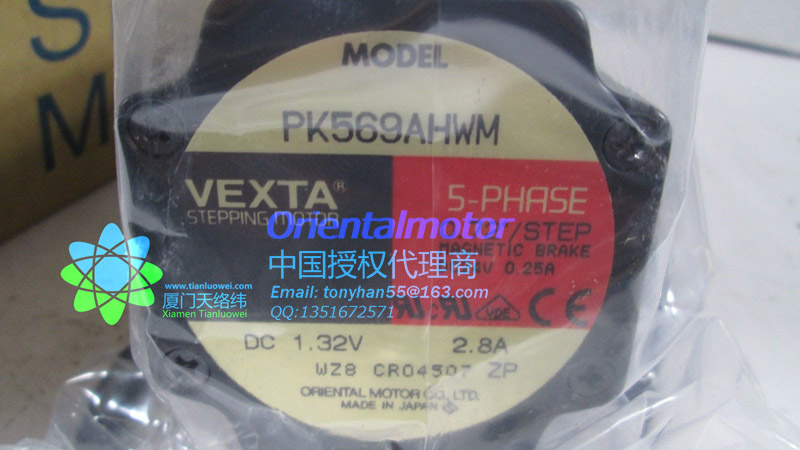 S
M
MODEL
PK569AHWM
VEXTA®
STEPPING MOTOR
5-PHASE
/STEP
MAGNETIC BRAKE
V 0.25A
Orientalmotor
中国授权代理商
Email: tonyhan55@163.com
QQ:1351672571
www.tianluowei.com
厦门天络纬
Xiamen Tianluowei
VDE
CE
DC 1.32V 2.8A
WZ8 CR04507 ZP
ORIENTAL MOTOR CO., LTD.
MADE IN JAPAN